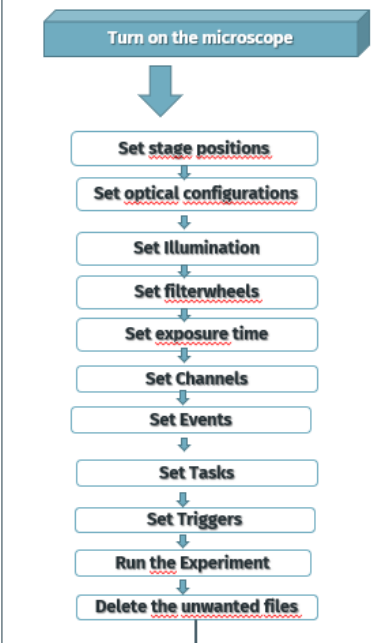 Turn on the microscope
Set stage positions
Set optical configurations
Set Illumination
Set filterwheels
Set exposure time
Set Channels
Set Events
Set Tasks
Set Triggers
Run the Experiment
Delete the unwanted files